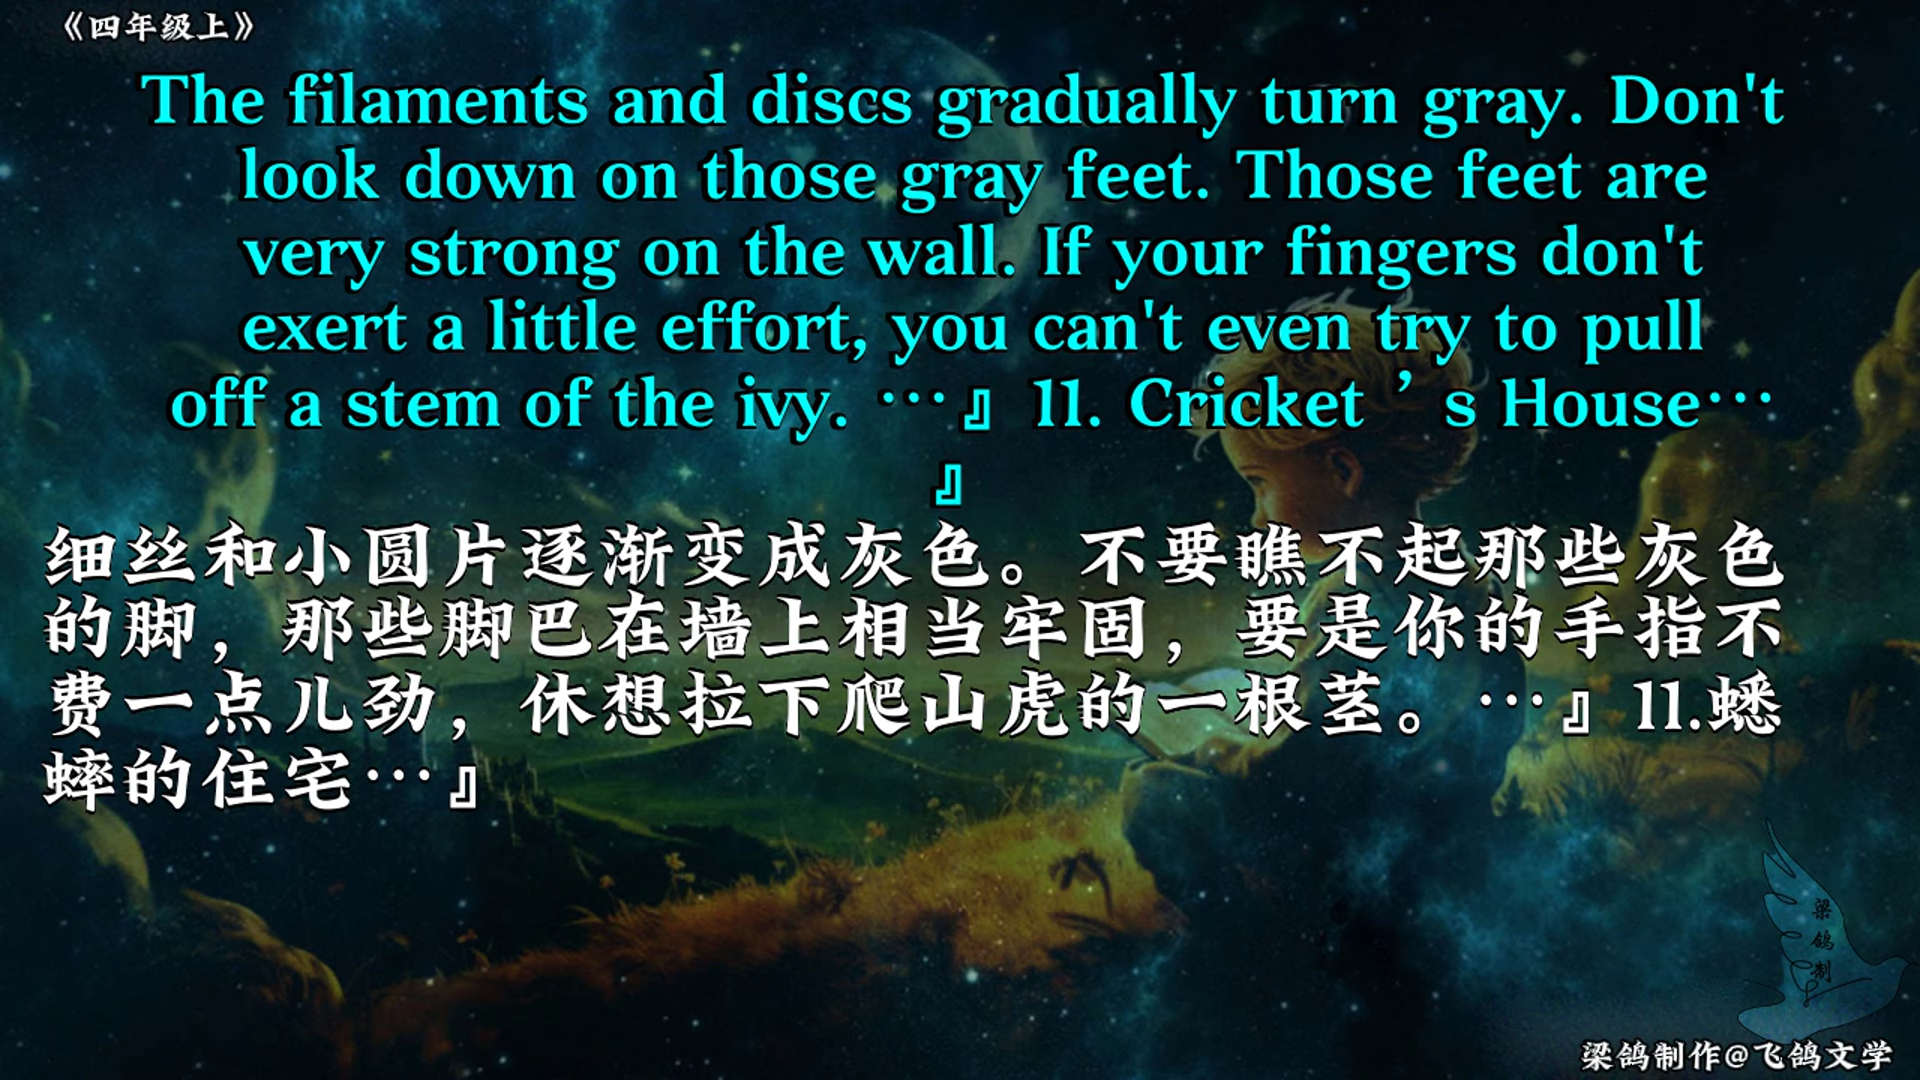 《四年级上》
The filaments and discs gradually turn gray. Don't
look down on those gray feet. Those feet are
very strong on the wall. If your fingers don't
exert a little effort, you can't even try to pull
off a stem of the ivy. …』 11. Cricket ’ s House…
』
细丝和小圆片逐渐变成灰色。不要瞧不起那些灰色
的脚，那些脚巴在墙上相当牢固，要是你的手指不
费一点儿劲，休想拉下爬山虎的一根茎。…』11.蟋
蟀的住宅…』
梁
鸽
制
梁鸽制作@飞鸽文学